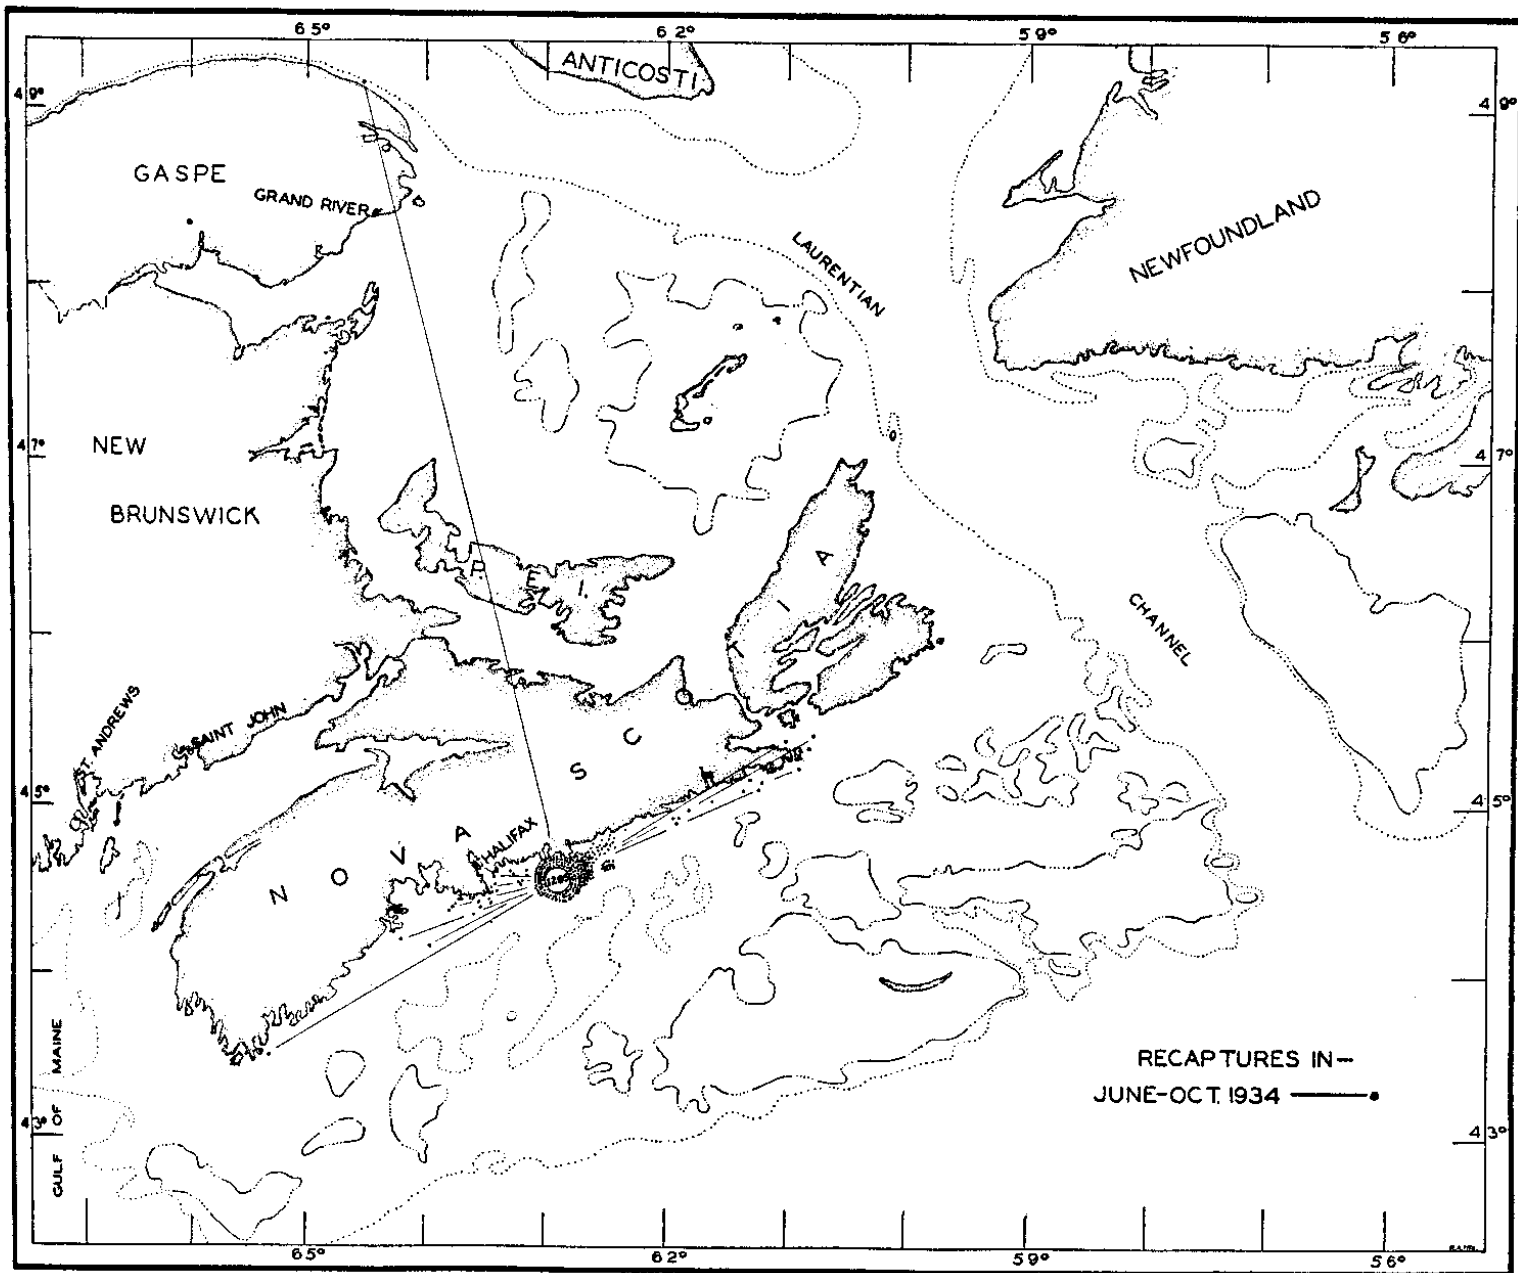 65° 62° 59° 56°
ANTICOSTI
49° 49°
GASPE
GRAND RIVER
NEWFOUNDLAND
LAURENTIAN
NEW
47° 47°
BRUNSWICK
P. E. I.
CHANNEL
ST. ANDREWS
SAINT JOHN
NOVA SCOTIA
45° 45°
HALIFAX
GULF OF MAINE
RECAPTURES IN-
JUNE-OCT. 1934
43° 43°
65° 62° 59° 56°